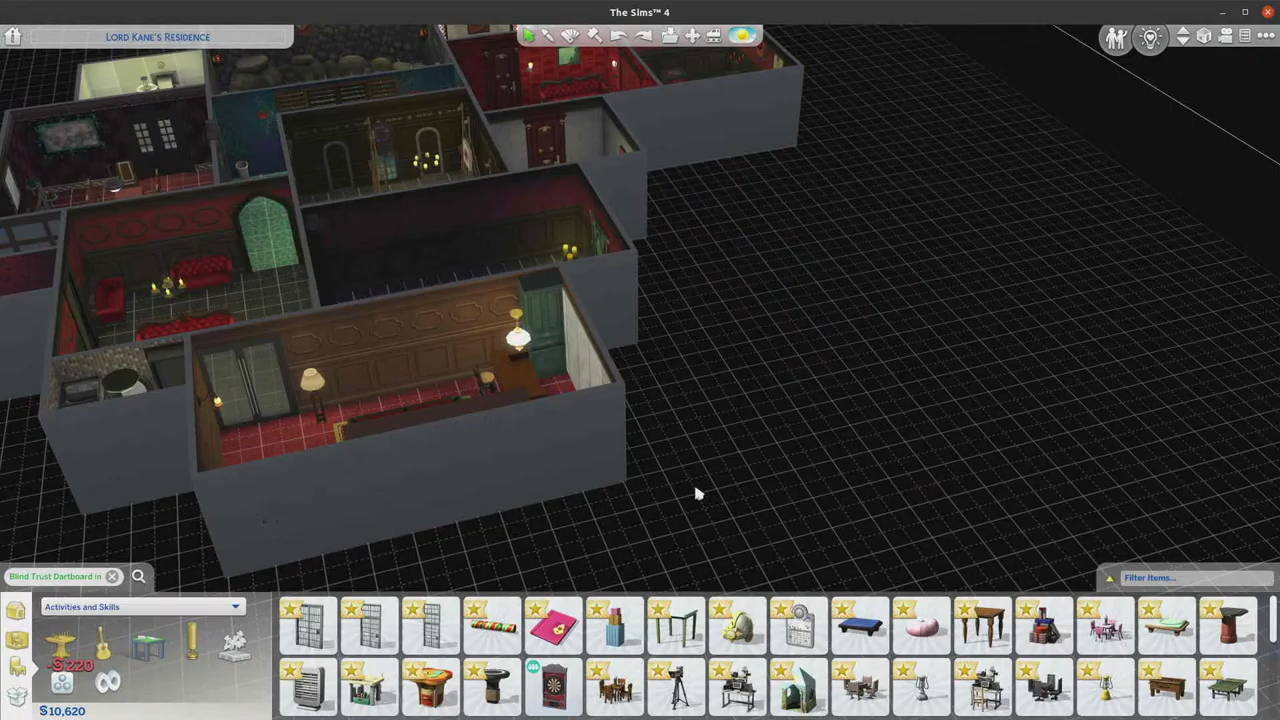 The Sims™ 4
LORD KANE'S RESIDENCE
Blind Trust Dartboard in
Filter Items...
Activities and Skills
-§220
§10,620